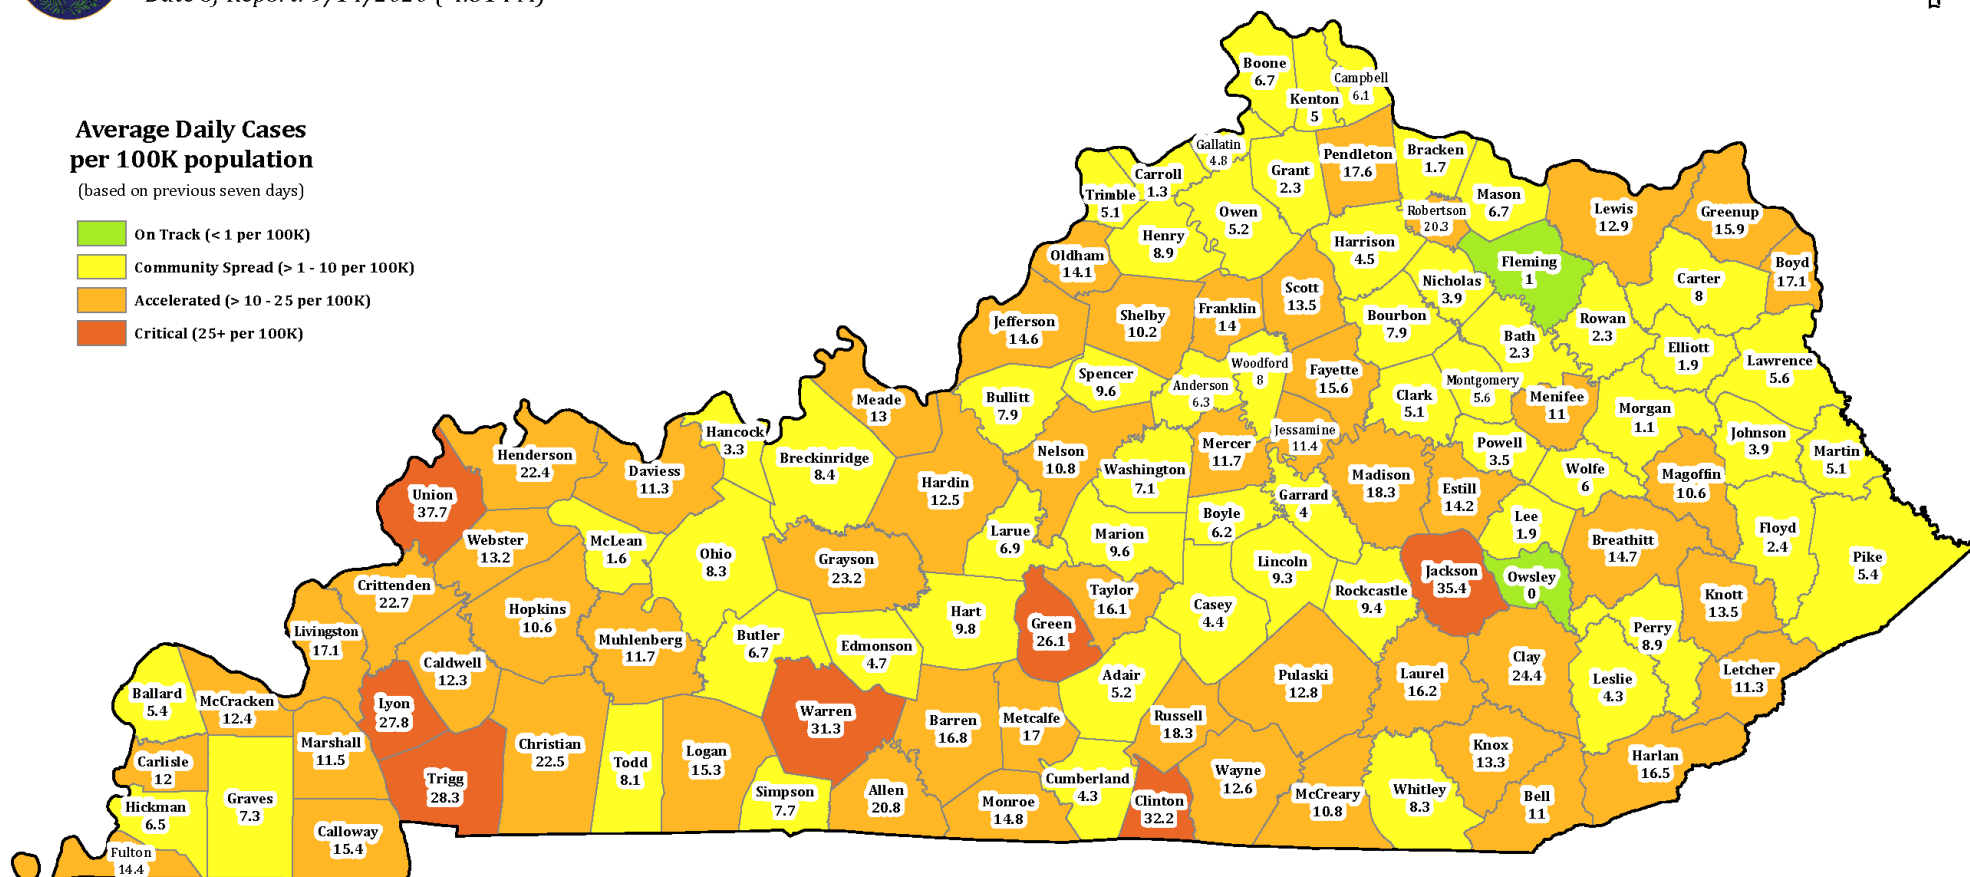 Date of Report: 9/14/2020
Average Daily Cases
per 100K population
(based on previous seven days)
On Track (< 1 per 100K)
Community Spread (> 1 - 10 per 100K)
Accelerated (> 10 - 25 per 100K)
Critical (25+ per 100K)
Boone
6.7
Kenton
5
Campbell
6.1
Gallatin
4.8
Pendleton
17.6
Bracken
1.7
Grant
2.3
Carroll
1.3
Trimble
5.1
Mason
6.7
Robertson
20.3
Lewis
12.9
Greenup
15.9
Owen
5.2
Henry
8.9
Harrison
4.5
Oldham
14.1
Fleming
1
Boyd
17.1
Carter
8
Nicholas
3.9
Scott
13.5
Franklin
14
Shelby
10.2
Jefferson
14.6
Bourbon
7.9
Rowan
2.3
Bath
2.3
Elliott
1.9
Lawrence
5.6
Woodford
8
Fayette
15.6
Spencer
9.6
Anderson
6.3
Montgomery
5.6
Clark
5.1
Menifee
11
Morgan
1.1
Bullitt
7.9
Meade
13
Hancock
3.3
Jessamine
11.4
Mercer
11.7
Nelson
10.8
Powell
3.5
Johnson
3.9
Martin
5.1
Henderson
22.4
Daviess
11.3
Breckinridge
8.4
Washington
7.1
Wolfe
6
Magoffin
10.6
Madison
18.3
Hardin
12.5
Estill
14.2
Garrard
4
Union
37.7
Boyle
6.2
Lee
1.9
Floyd
2.4
Larue
6.9
Marion
9.6
Webster
13.2
McLean
1.6
Breathitt
14.7
Ohio
8.3
Grayson
23.2
Pike
5.4
Lincoln
9.3
Jackson
35.4
Owsley
0
Crittenden
22.7
Taylor
16.1
Rockcastle
9.4
Knott
13.5
Casey
4.4
Hopkins
10.6
Hart
9.8
Green
26.1
Perry
8.9
Livingston
17.1
Muhlenberg
11.7
Butler
6.7
Edmonson
4.7
Caldwell
12.3
Clay
24.4
Adair
5.2
Pulaski
12.8
Laurel
16.2
Leslie
4.3
Letcher
11.3
Ballard
5.4
McCracken
12.4
Lyon
27.8
Warren
31.3
Barren
16.8
Metcalfe
17
Russell
18.3
Marshall
11.5
Christian
22.5
Logan
15.3
Knox
13.3
Harlan
16.5
Carlisle
12
Todd
8.1
Trigg
28.3
Cumberland
4.3
Wayne
12.6
Simpson
7.7
Allen
20.8
Whitley
8.3
McCreary
10.8
Bell
11
Graves
7.3
Hickman
6.5
Monroe
14.8
Clinton
32.2
Calloway
15.4
Fulton
14.4